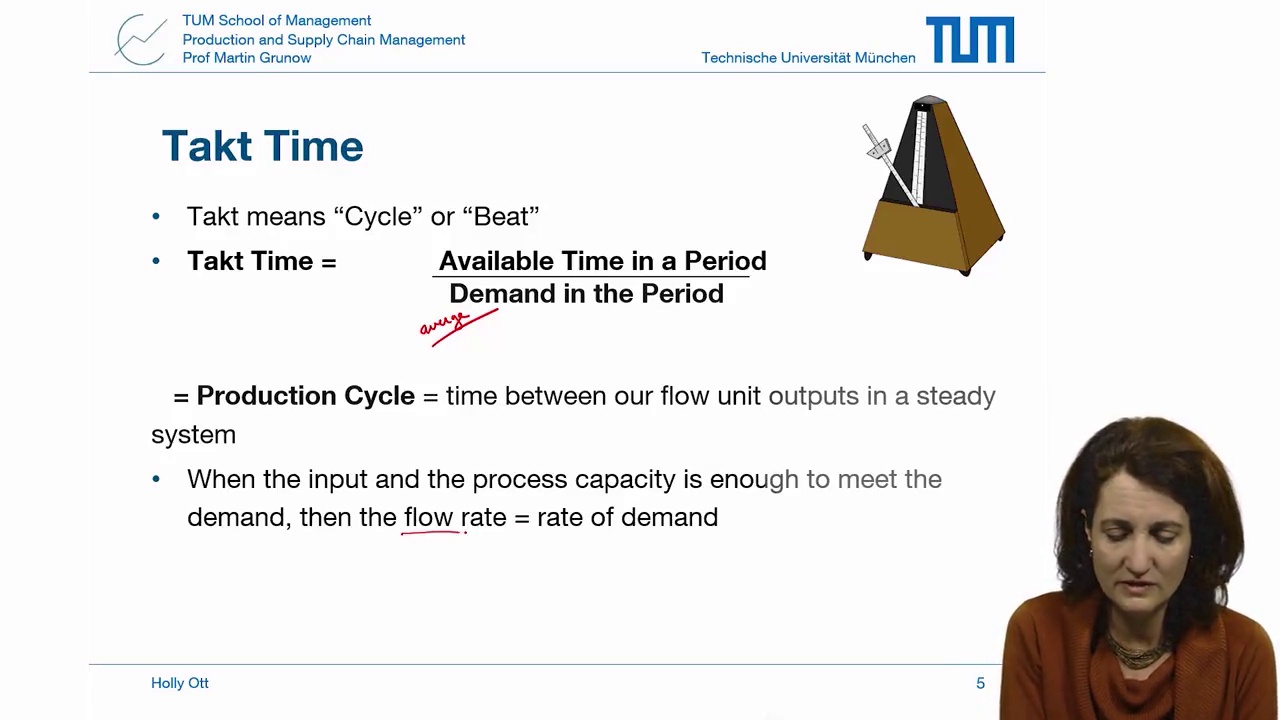 TUM School of Management
Production and Supply Chain Management
Prof Martin Grunow
Technische Universität München
TUM
Takt Time
• Takt means “Cycle” or “Beat”
• Takt Time = Available Time in a Period
Demand in the Period
average
= Production Cycle = time between our flow unit outputs in a steady
system
• When the input and the process capacity is enough to meet the
demand, then the flow rate = rate of demand
Holly Ott
5